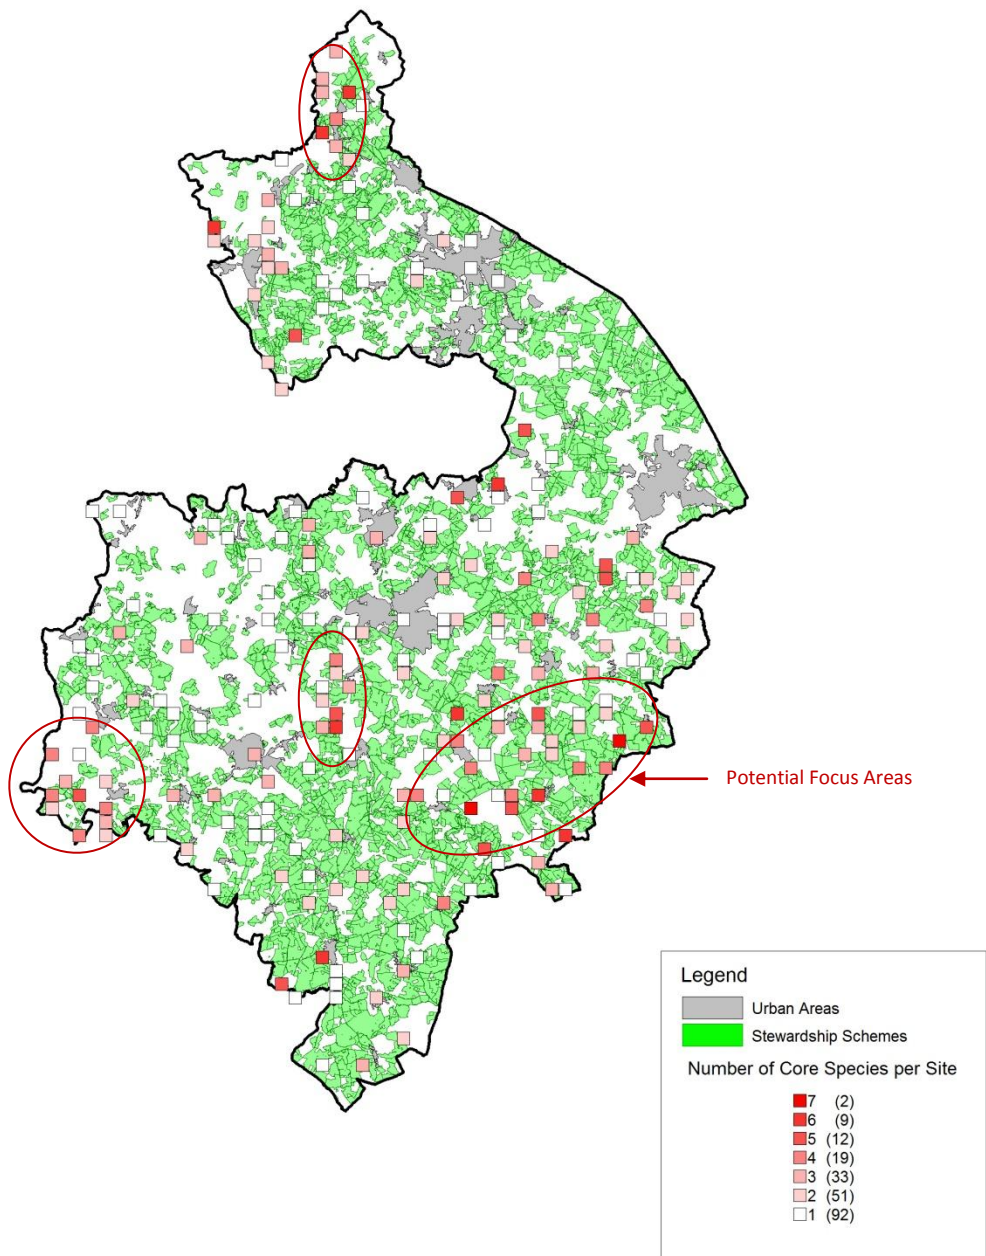 Potential Focus Areas
Legend
Urban Areas
Stewardship Schemes
Number of Core Species per Site
7 (2)
6 (9)
5 (12)
4 (19)
3 (33)
2 (51)
1 (92)